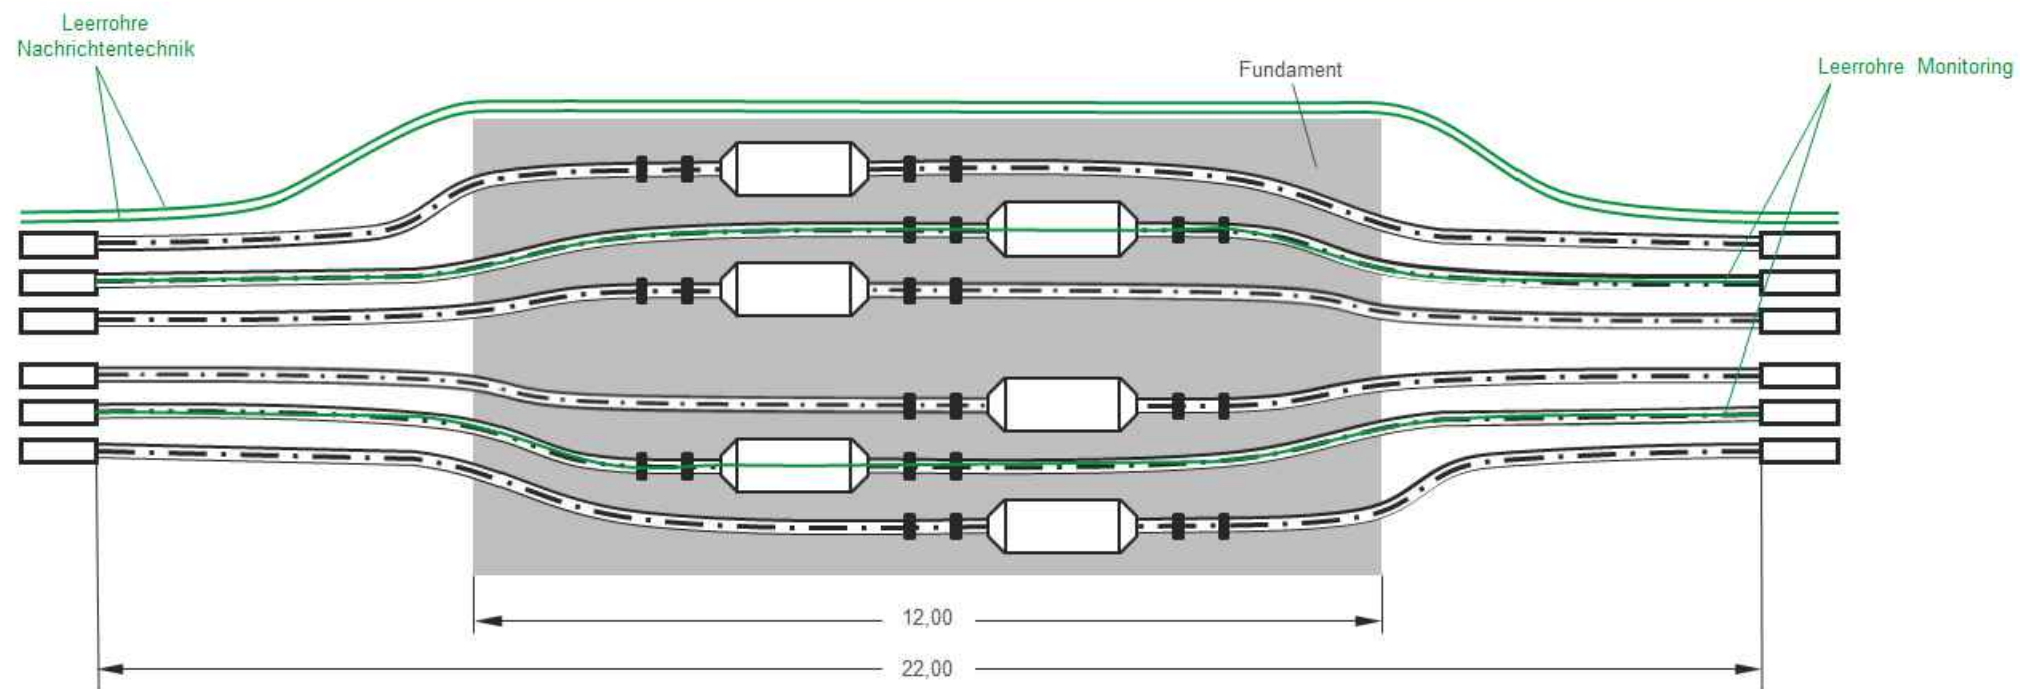 Leerrohre
Nachrichtentechnik
Fundament
Leerrohre Monitoring
12,00
22,00